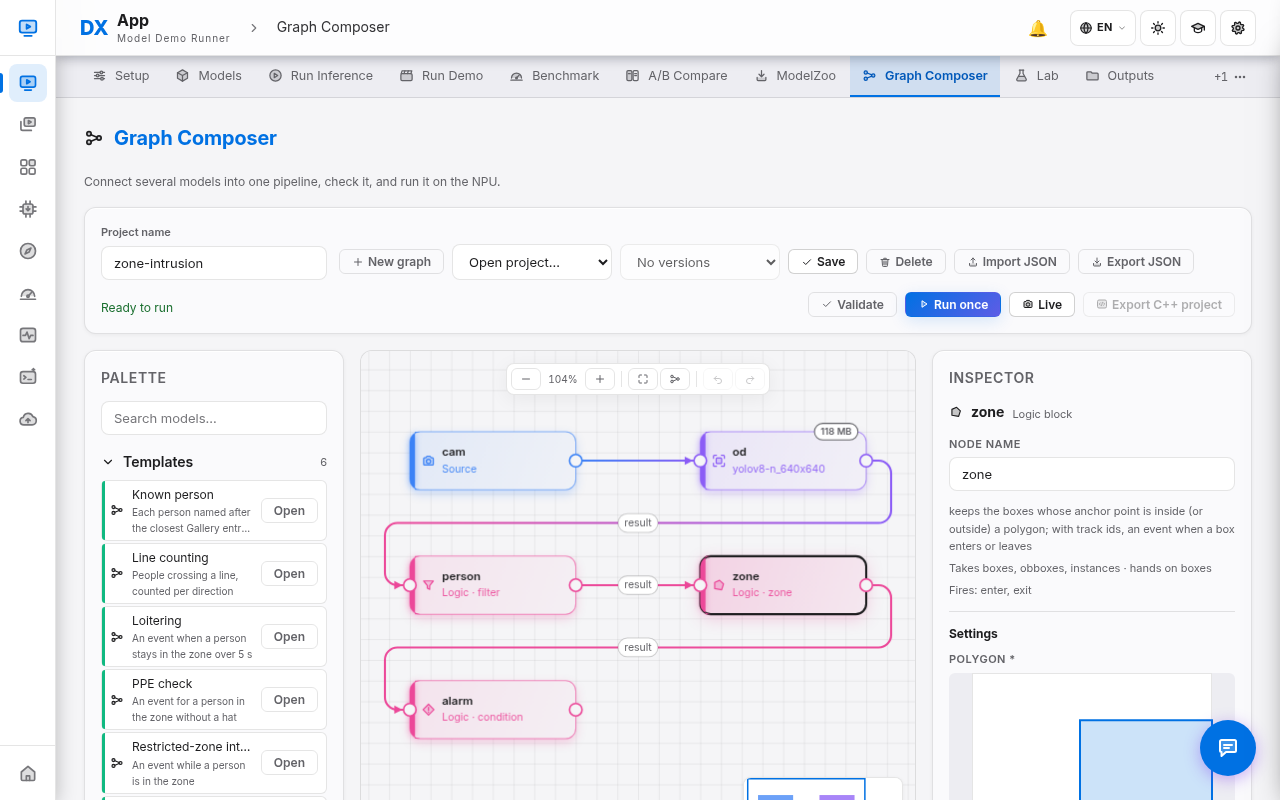 DX
App
Model Demo Runner
Graph Composer
EN
Setup
Models
Run Inference
Run Demo
Benchmark
A/B Compare
ModelZoo
Graph Composer
Lab
Outputs
+1
Graph Composer
Connect several models into one pipeline, check it, and run it on the NPU.
Project name
zone-intrusion
New graph
Open project...
No versions
Save
Delete
Import JSON
Export JSON
Ready to run
Validate
Run once
Live
Export C++ project
PALETTE
Search models...
Templates
6
Known person
Each person named after
the closest Gallery entr...
Open
Line counting
People crossing a line,
counted per direction
Open
Loitering
An event when a person
stays in the zone over 5 s
Open
PPE check
An event for a person in
the zone without a hat
Open
Restricted-zone int...
An event while a person
is in the zone
Open
104%
cam
Source
118 MB
od
yolov8-n_640x640
result
person
Logic · filter
result
zone
Logic · zone
result
alarm
Logic · condition
INSPECTOR
zone
Logic block
NODE NAME
zone
keeps the boxes whose anchor point is inside (or
outside) a polygon; with track ids, an event when a box
enters or leaves
Takes boxes, obboxes, instances · hands on boxes
Fires: enter, exit
Settings
POLYGON *